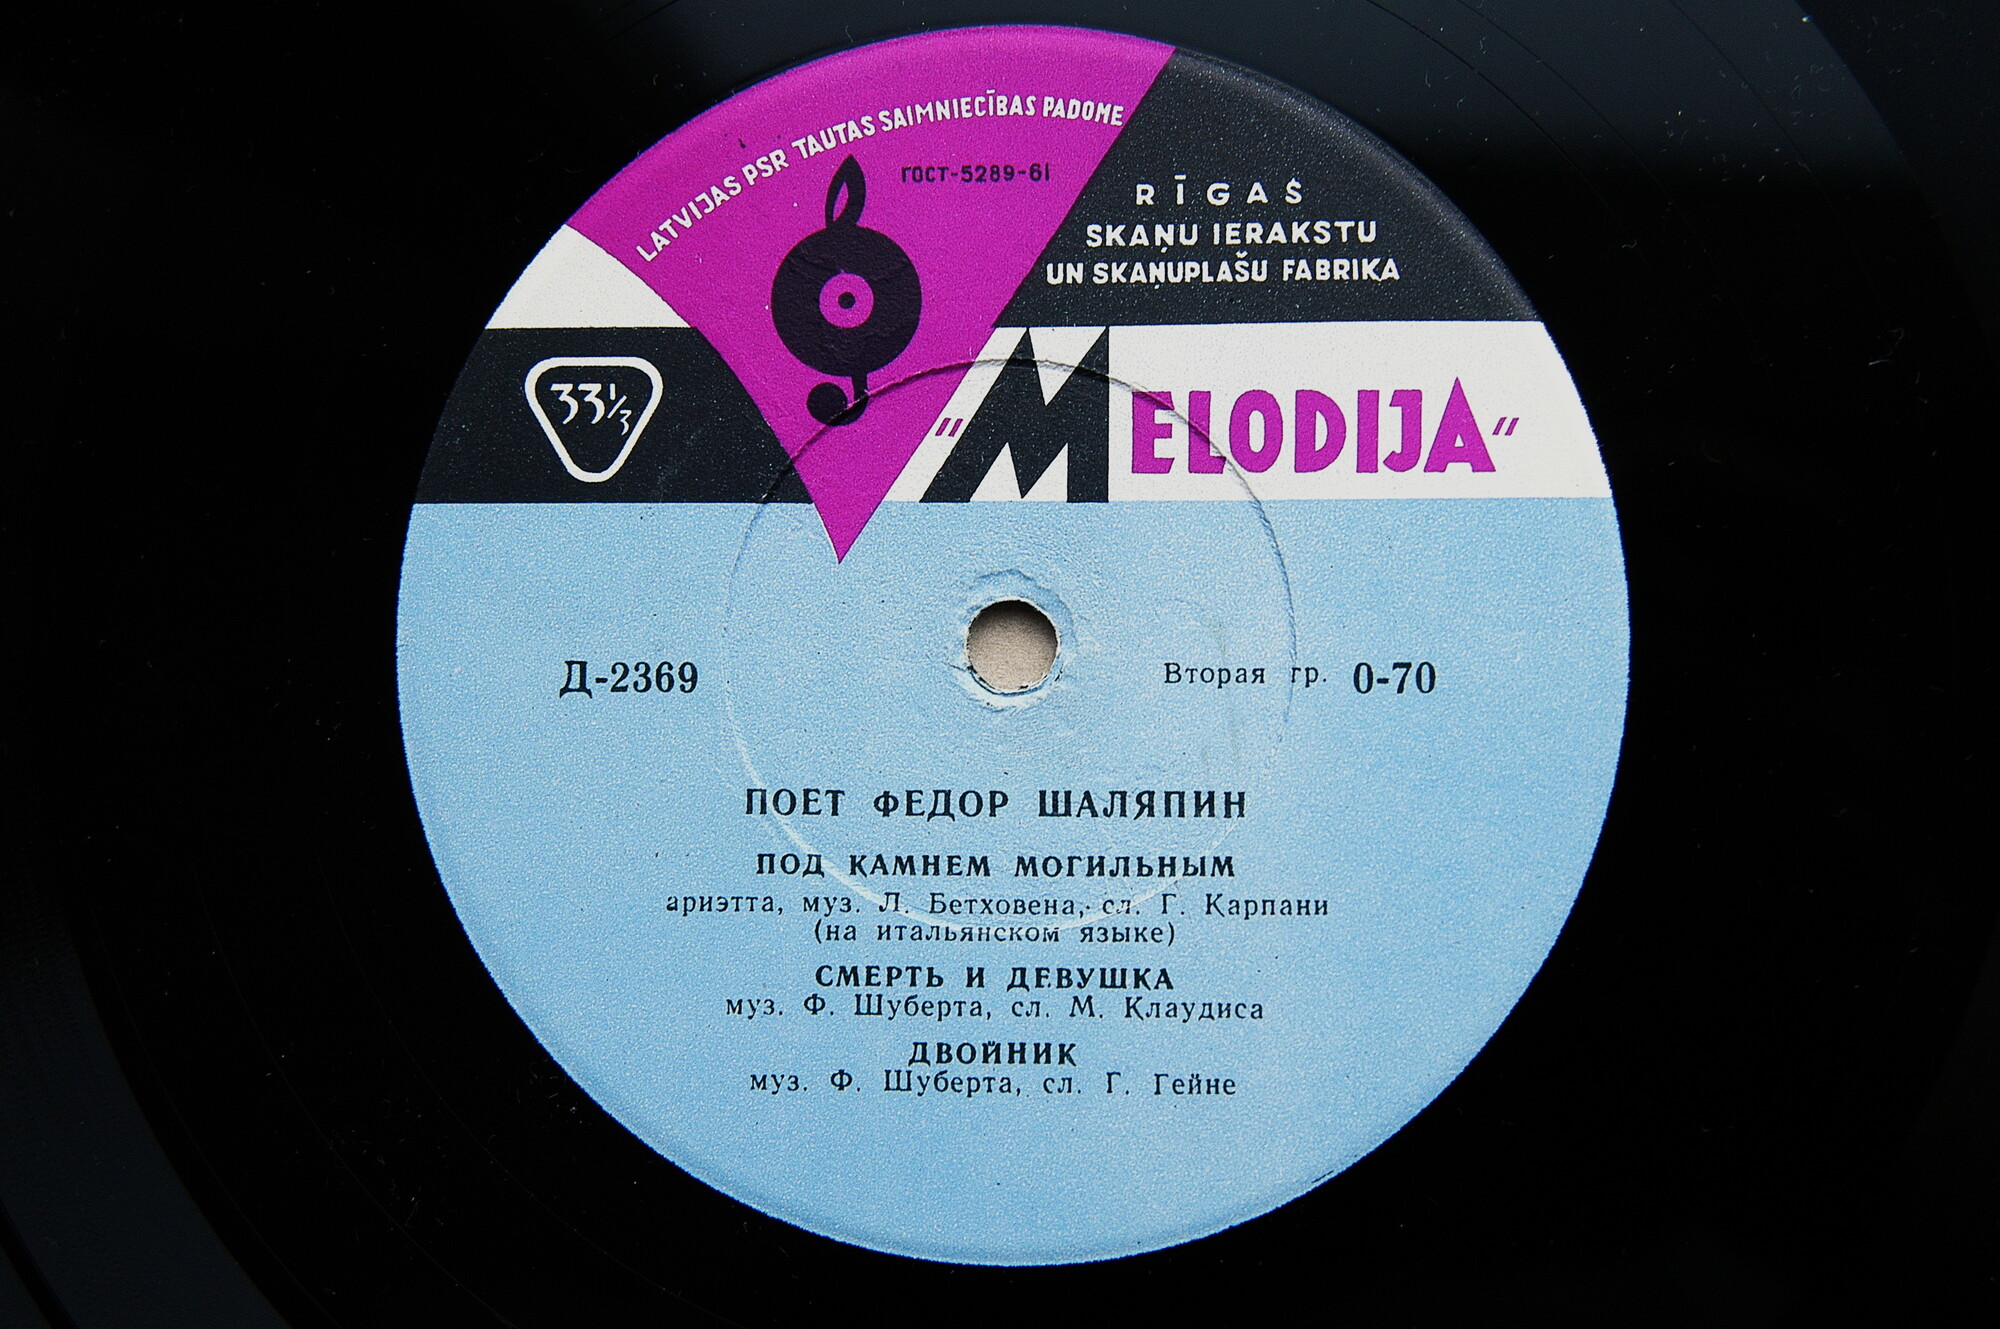 LATVIJAS PSR TAUTAS SAIMNIECĪBAS PADOME
ГОСТ-5289-61
RĪGAS
SKAŅU IERAKSTU
UN SKAŅUPLAŠU FABRIKA
33 1/3
"MELODIJA"
Д-2369
Вторая гр. 0-70
ПОЕТ ФЕДОР ШАЛЯПИН
ПОД КАМНЕМ МОГИЛЬНЫМ
ариэтта, муз. Л. Бетховена, сл. Г. Карпани
(на итальянском языке)
СМЕРТЬ И ДЕВУШКА
муз. Ф. Шуберта, сл. М. Клаудиса
ДВОЙНИК
муз. Ф. Шуберта, сл. Г. Гейне